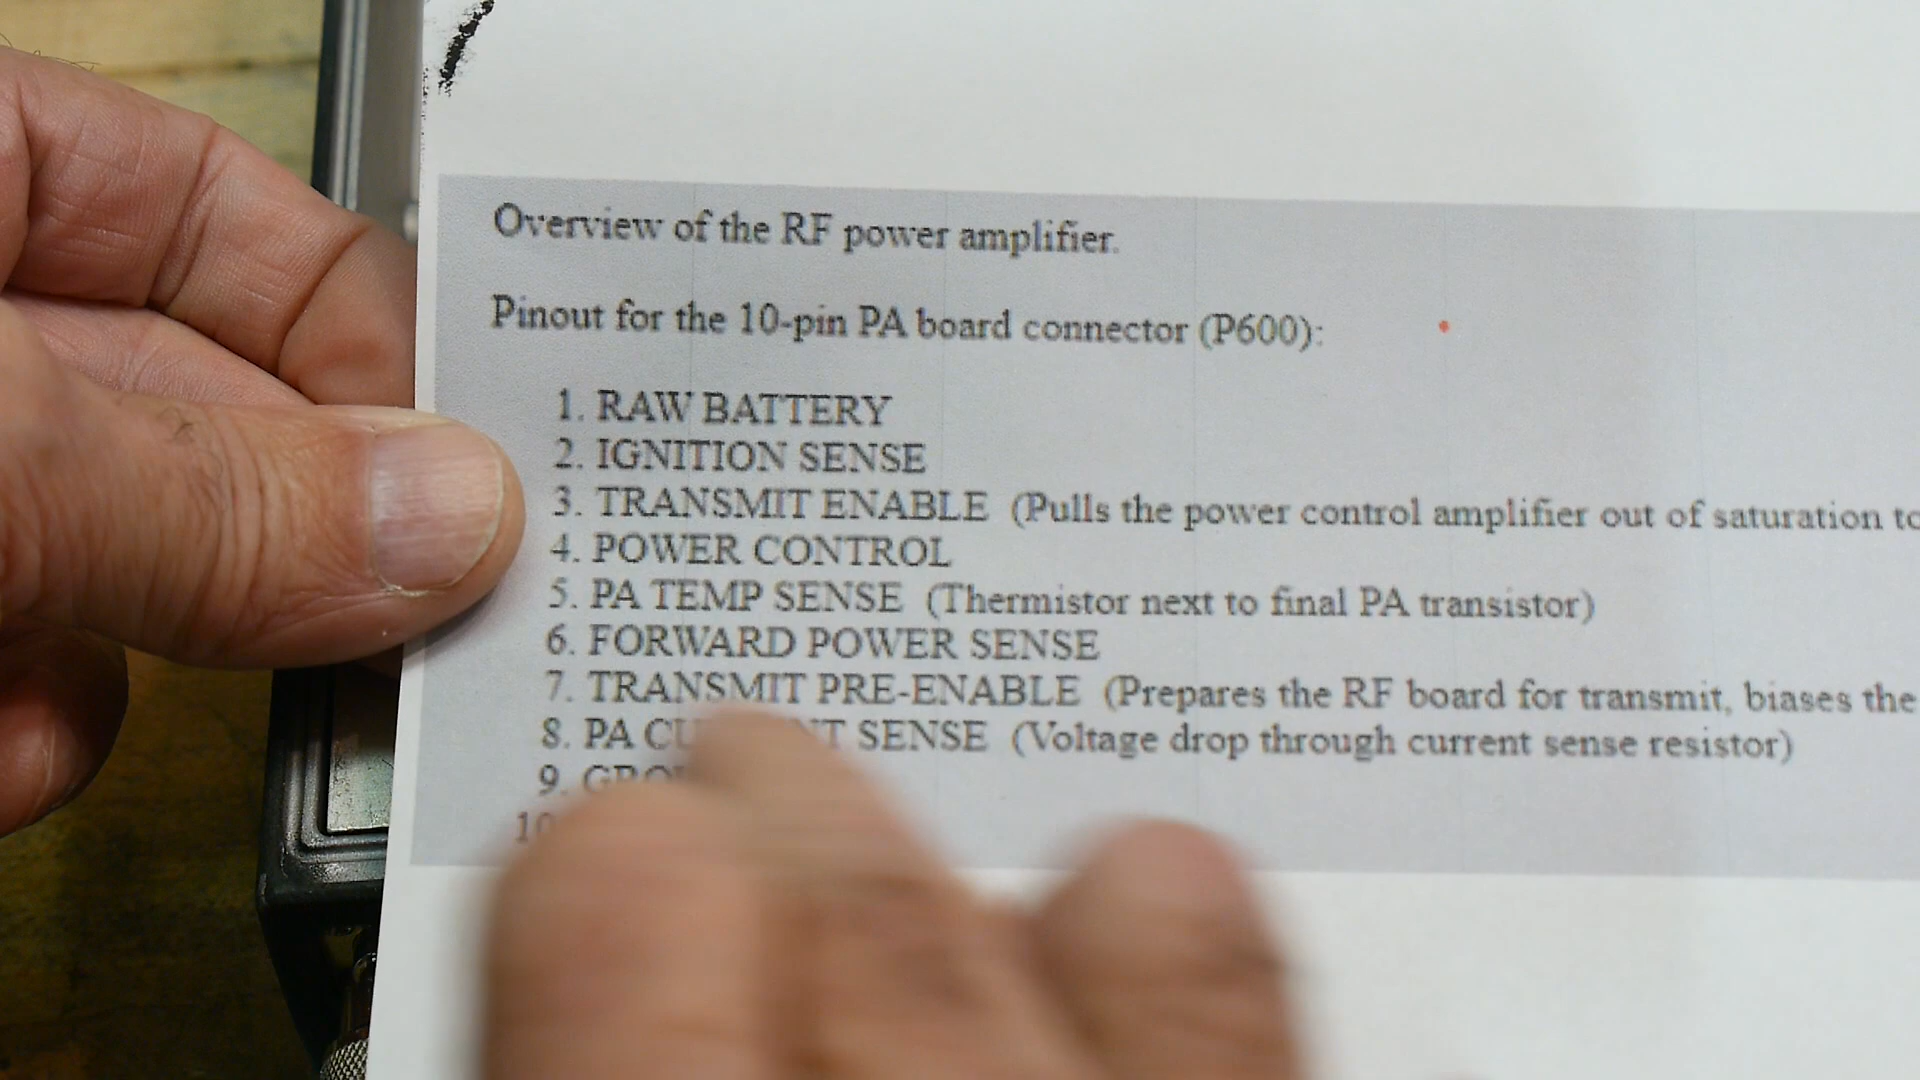 Overview of the RF power amplifier.
Pinout for the 10-pin PA board connector (P600):
1. RAW BATTERY
2. IGNITION SENSE
3. TRANSMIT ENABLE (Pulls the power control amplifier out of saturation to
4. POWER CONTROL
5. PA TEMP SENSE (Thermistor next to final PA transistor)
6. FORWARD POWER SENSE
7. TRANSMIT PRE-ENABLE (Prepares the RF board for transmit, biases the
8. PA SENSE (Voltage drop through current sense resistor)
9.
10